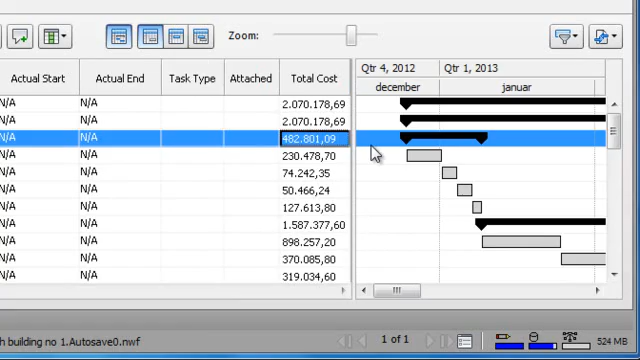 Zoom:
Actual Start Actual End Task Type Attached Total Cost Qtr 4, 2012 Qtr 1, 2013
december januar
N/A N/A 2.070.178,69
N/A N/A 2.070.178,69
N/A N/A 482.801,09
N/A N/A 230.478,70
N/A N/A 74.242,35
N/A N/A 50.466,24
N/A N/A 127.613,80
N/A N/A 1.587.377,60
N/A N/A 898.257,20
N/A N/A 370.085,80
N/A N/A 319.034,60
h building no 1.Autosave0.nwf 1 of 1 524 MB